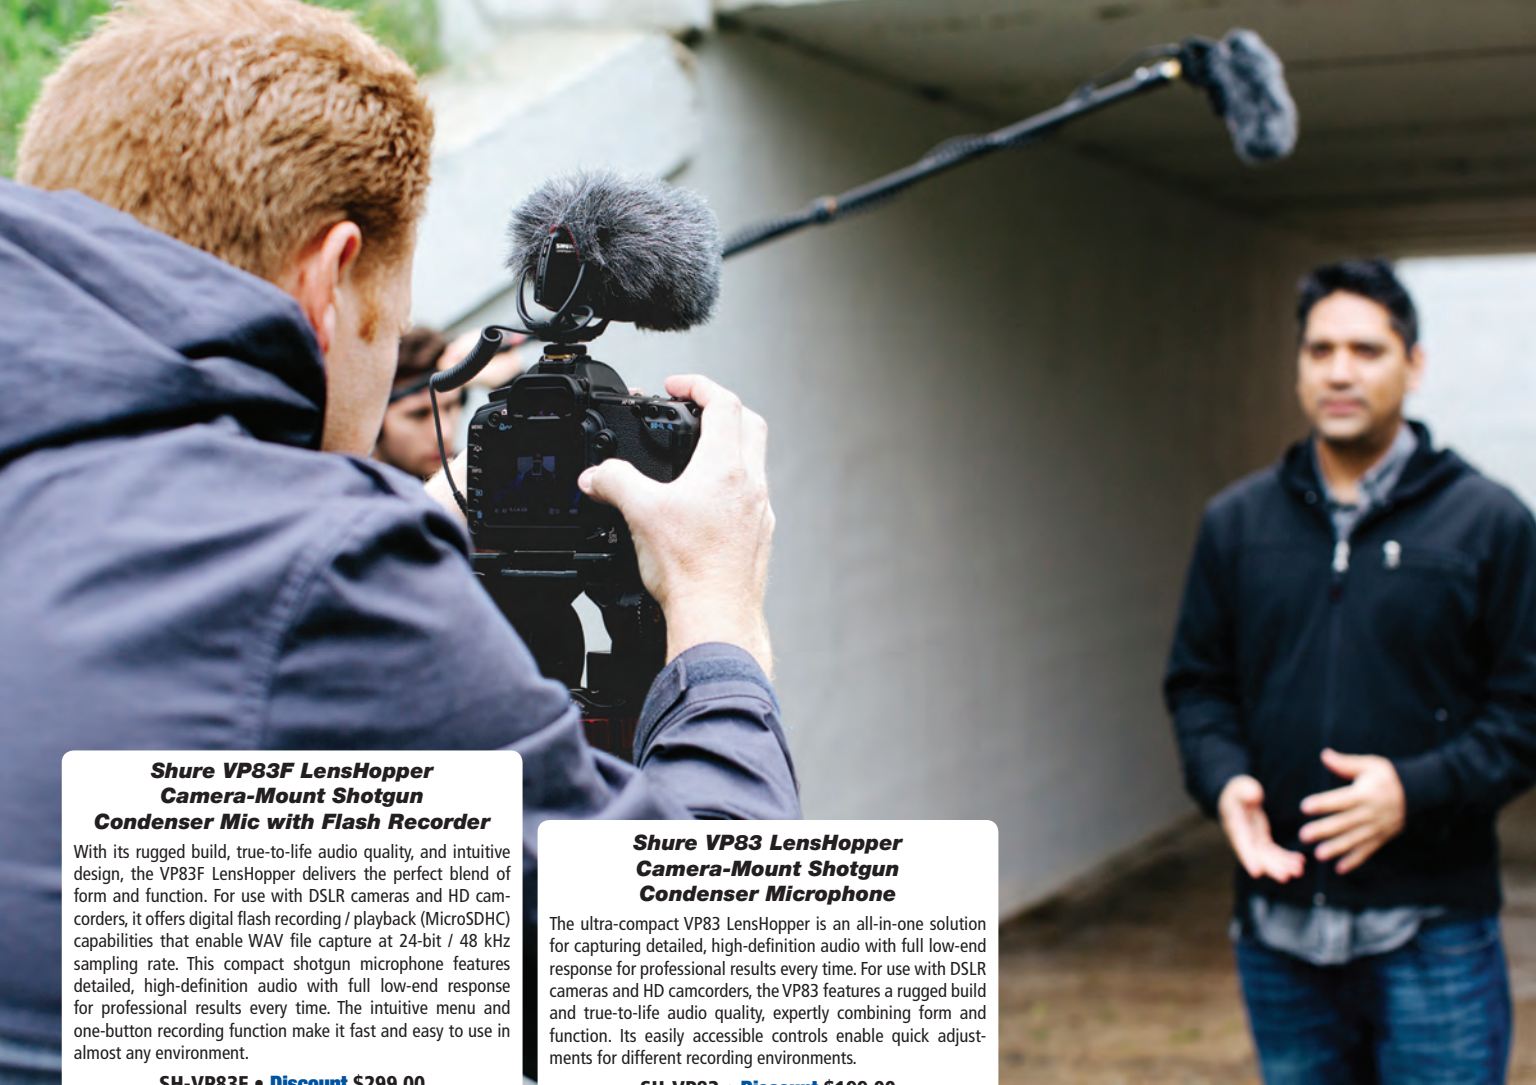 Shure VP83F LensHopper
Camera-Mount Shotgun
Condenser Mic with Flash Recorder
With its rugged build, true-to-life audio quality, and intuitive
design, the VP83F LensHopper delivers the perfect blend of
form and function. For use with DSLR cameras and HD cam-
corders, it offers digital flash recording / playback (MicroSDHC)
capabilities that enable WAV file capture at 24-bit / 48 kHz
sampling rate. This compact shotgun microphone features
detailed, high-definition audio with full low-end response
for professional results every time. The intuitive menu and
one-button recording function make it fast and easy to use in
almost any environment.
SH-VP83F • Discount $299.00
Shure VP83 LensHopper
Camera-Mount Shotgun
Condenser Microphone
The ultra-compact VP83 LensHopper is an all-in-one solution
for capturing detailed, high-definition audio with full low-end
response for professional results every time. For use with DSLR
cameras and HD camcorders, the VP83 features a rugged build
and true-to-life audio quality, expertly combining form and
function. Its easily accessible controls enable quick adjust-
ments for different recording environments.
SH-VP83 • Discount